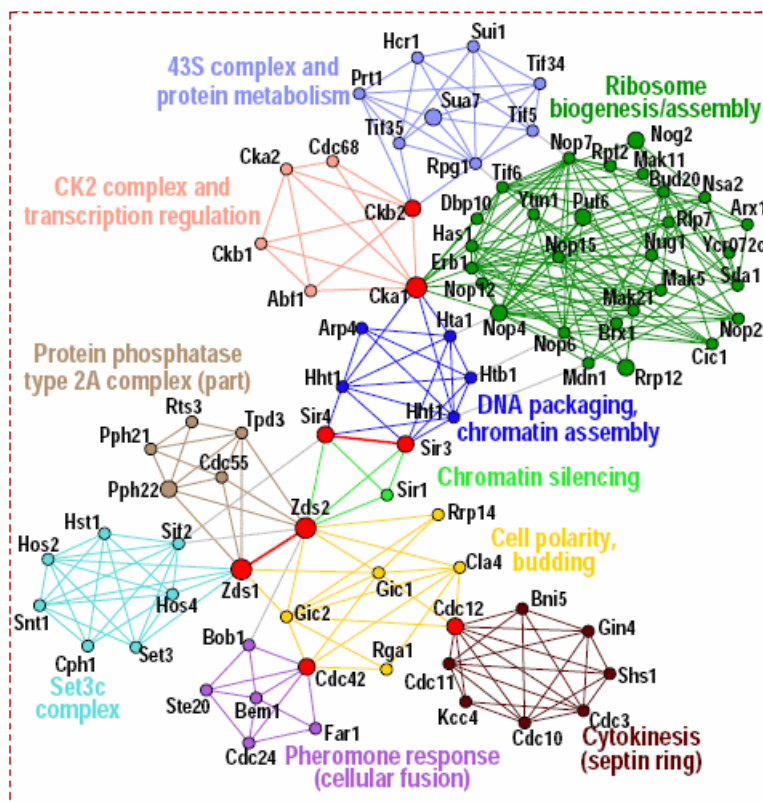 Sui1
Hcr1
43S complex and
protein metabolism
Tif34
Prt1
Sua7
Tif35
Tif5
Rpg1
Ribosome
biogenesis/assembly
Nop7
Nog2
Rpt2
Mak11
Bud20
Nsa2
Tif6
Cdc68
Cka2
CK2 complex and
transcription regulation
Ckb2
Dbp10
Ytm1
Puf6
Rlp7
Arx1
Has1
Nop15
Nug1
Ycr072c
Ckb1
Erb1
Nop12
Mak5
Sda1
Abf1
Cka1
Mak21
Arp4
Hta1
Nop4
Nop6
Brx1
Nop2
Cic1
Protein phosphatase
type 2A complex (part)
Hht1
Htb1
Mdn1
Rrp12
Rts3
Tpd3
Sir4
Hhf1
DNA packaging,
chromatin assembly
Pph21
Sir3
Cdc55
Chromatin silencing
Pph22
Sir1
Zds2
Hst1
Sif2
Rrp14
Cell polarity,
budding
Hos2
Cla4
Zds1
Gic1
Hos4
Snt1
Gic2
Cdc12
Bni5
Gin4
Set3
Cph1
Bob1
Rga1
Set3c
complex
Cdc42
Cdc11
Shs1
Ste20
Bem1
Kcc4
Cdc3
Far1
Cdc10
Cdc24
Pheromone response
(cellular fusion)
Cytokinesis
(septin ring)